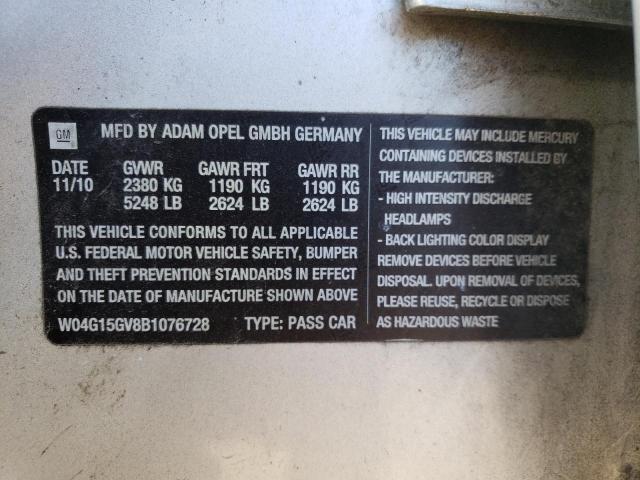 GM
MFD BY ADAM OPEL GMBH GERMANY
DATE GVWR GAWR FRT GAWR RR
11/10 2380 KG 1190 KG 1190 KG
5248 LB 2624 LB 2624 LB
THIS VEHICLE CONFORMS TO ALL APPLICABLE
U.S. FEDERAL MOTOR VEHICLE SAFETY, BUMPER
AND THEFT PREVENTION STANDARDS IN EFFECT
ON THE DATE OF MANUFACTURE SHOWN ABOVE
W04G15GV8B1076728 TYPE: PASS CAR
THIS VEHICLE MAY INCLUDE MERCURY
CONTAINING DEVICES INSTALLED BY
THE MANUFACTURER:
- HIGH INTENSITY DISCHARGE
HEADLAMPS
- BACK LIGHTING COLOR DISPLAY
REMOVE DEVICES BEFORE VEHICLE
DISPOSAL. UPON REMOVAL OF DEVICES,
PLEASE REUSE, RECYCLE OR DISPOSE
AS HAZARDOUS WASTE